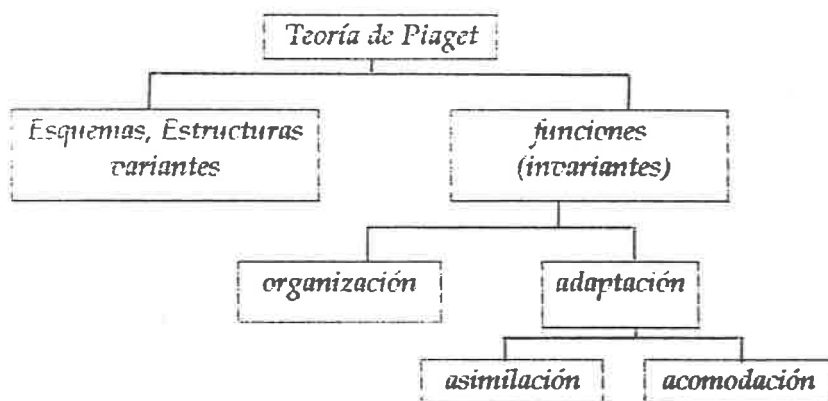 Teoría de Piaget
Esquemas, Estructuras
variantes
funciones
(invariantes)
organización
adaptación
asimilación
acomodación